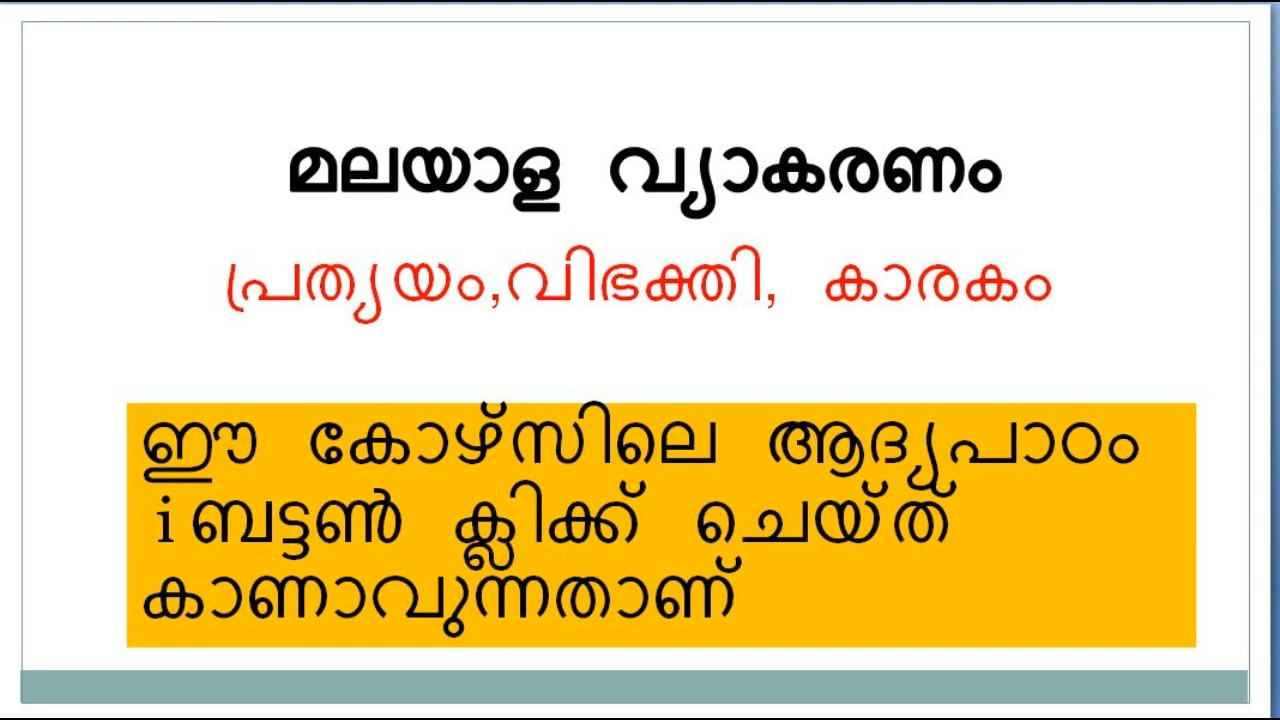 മലയാള വ്യാകരണം
പ്രത്യയം,വിഭക്തി, കാരകം
ഈ കോഴ്സിലെ ആദ്യപാഠം
i ബട്ടൺ ക്ലിക്ക് ചെയ്ത്
കാണാവുന്നതാണ്